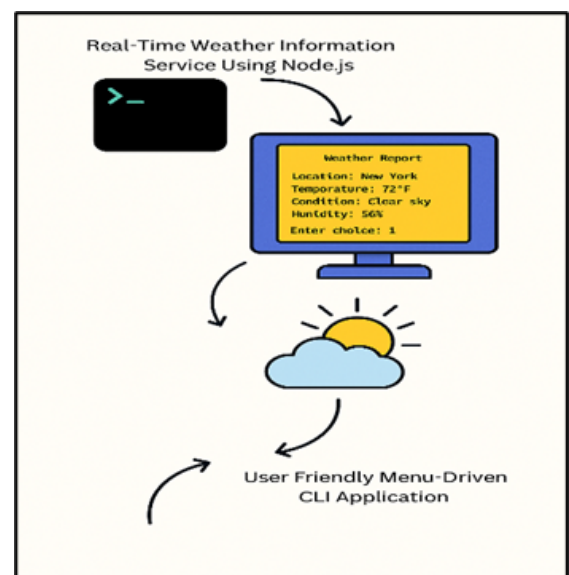 Real-Time Weather Information
Service Using Node.js
>_
Weather Report
Location: New York
Temporature: 72°F
Condition: Clear sky
Hunidity: 56%
Enter choice: 1
User Friendly Menu-Driven
CLI Application